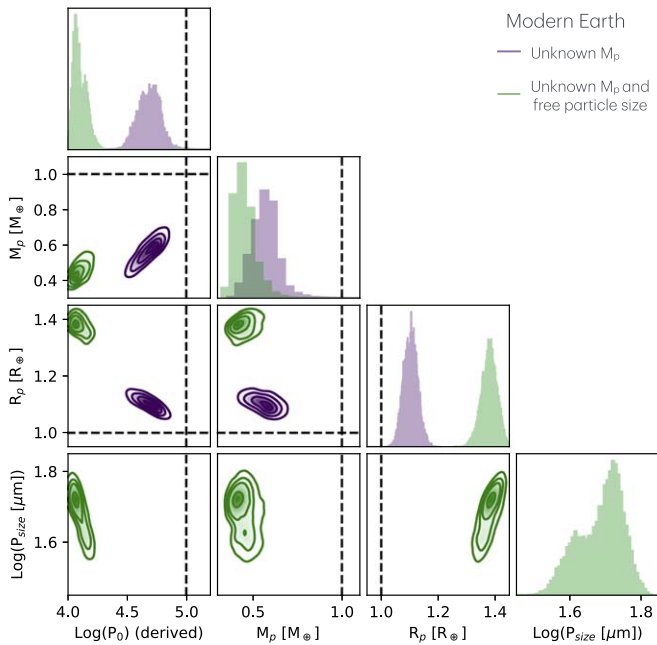 Modern Earth
Unknown Mₚ
Unknown Mₚ and
free particle size
Mₚ [M⊕]
1.0
0.8
0.6
0.4
Rₚ [R⊕]
1.4
1.2
1.0
Log(Pₛᵢzₑ [μm])
1.8
1.6
4.0 4.5 5.0 0.5 1.0 1.0 1.2 1.4 1.6 1.8
Log(P₀) (derived) Mₚ [M⊕] Rₚ [R⊕] Log(Pₛᵢzₑ [μm])